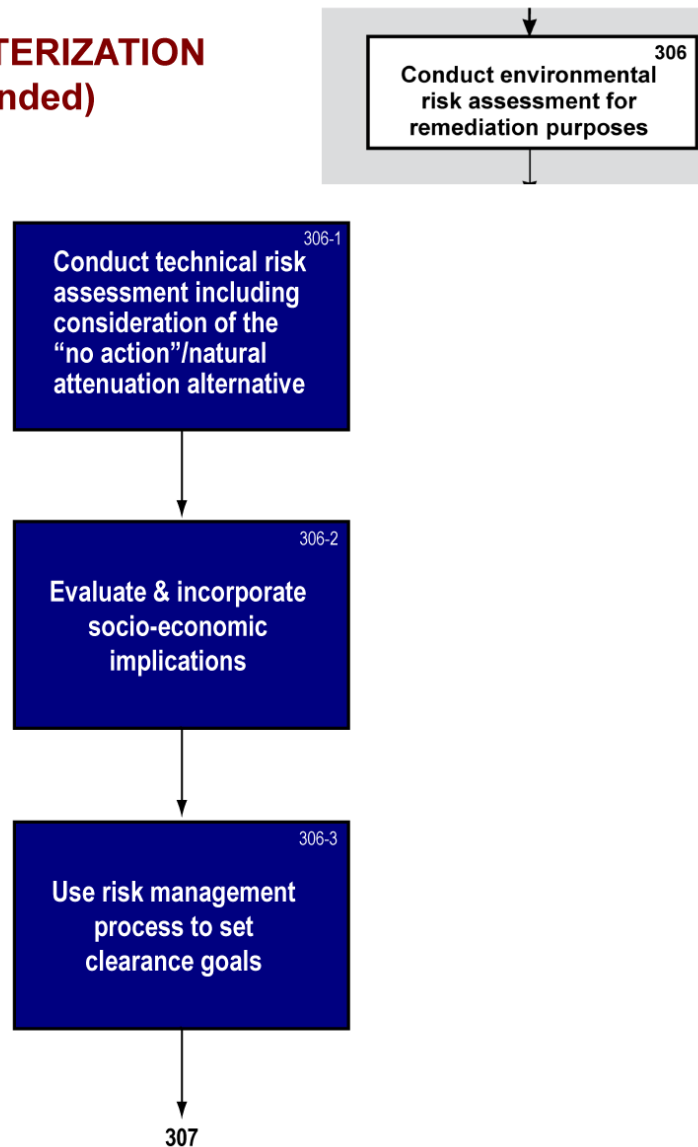 TERIZATION
nded)
306
Conduct environmental
risk assessment for
remediation purposes
306-1
Conduct technical risk
assessment including
consideration of the
“no action”/natural
attenuation alternative
306-2
Evaluate & incorporate
socio-economic
implications
306-3
Use risk management
process to set
clearance goals
307